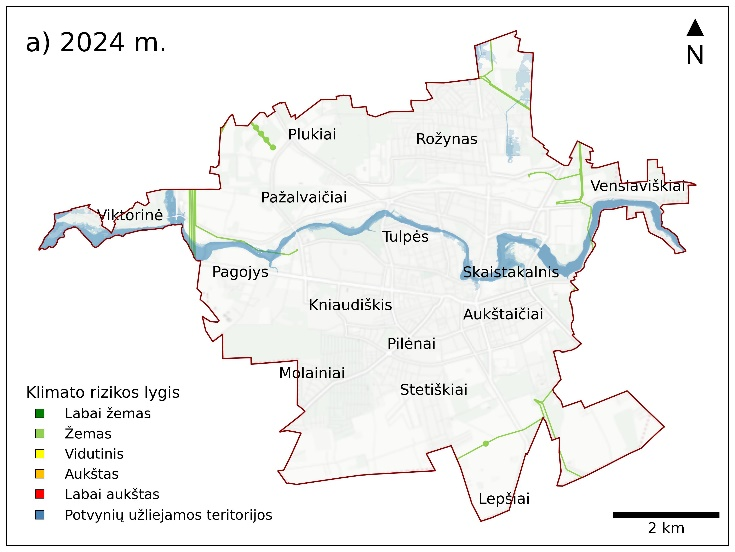 a) 2024 m.
N
Plukiai
Rožynas
Venslaviškiai
Viktorinė
Pažalvaičiai
Tulpės
Pagojys
Skaistakalnis
Kniaudiškis
Aukštaičiai
Pilėnai
Molainiai
Stetiškiai
Lepšiai
Klimato rizikos lygis
Labai žemas
Žemas
Vidutinis
Aukštas
Labai aukštas
Potvynių užliejamos teritorijos
2 km